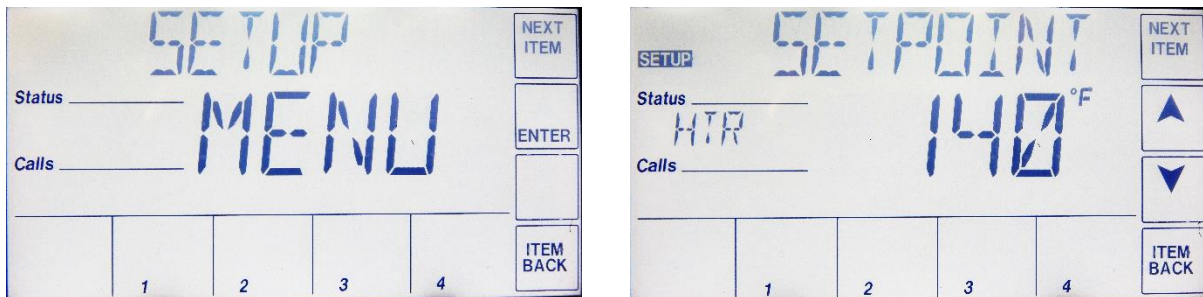 SETUP
NEXT
ITEM
Status
MENU
ENTER
Calls
ITEM
BACK
1
2
3
4
SETPOINT
NEXT
ITEM
SETUP
Status
HTR
140 °F
Calls
ITEM
BACK
1
2
3
4